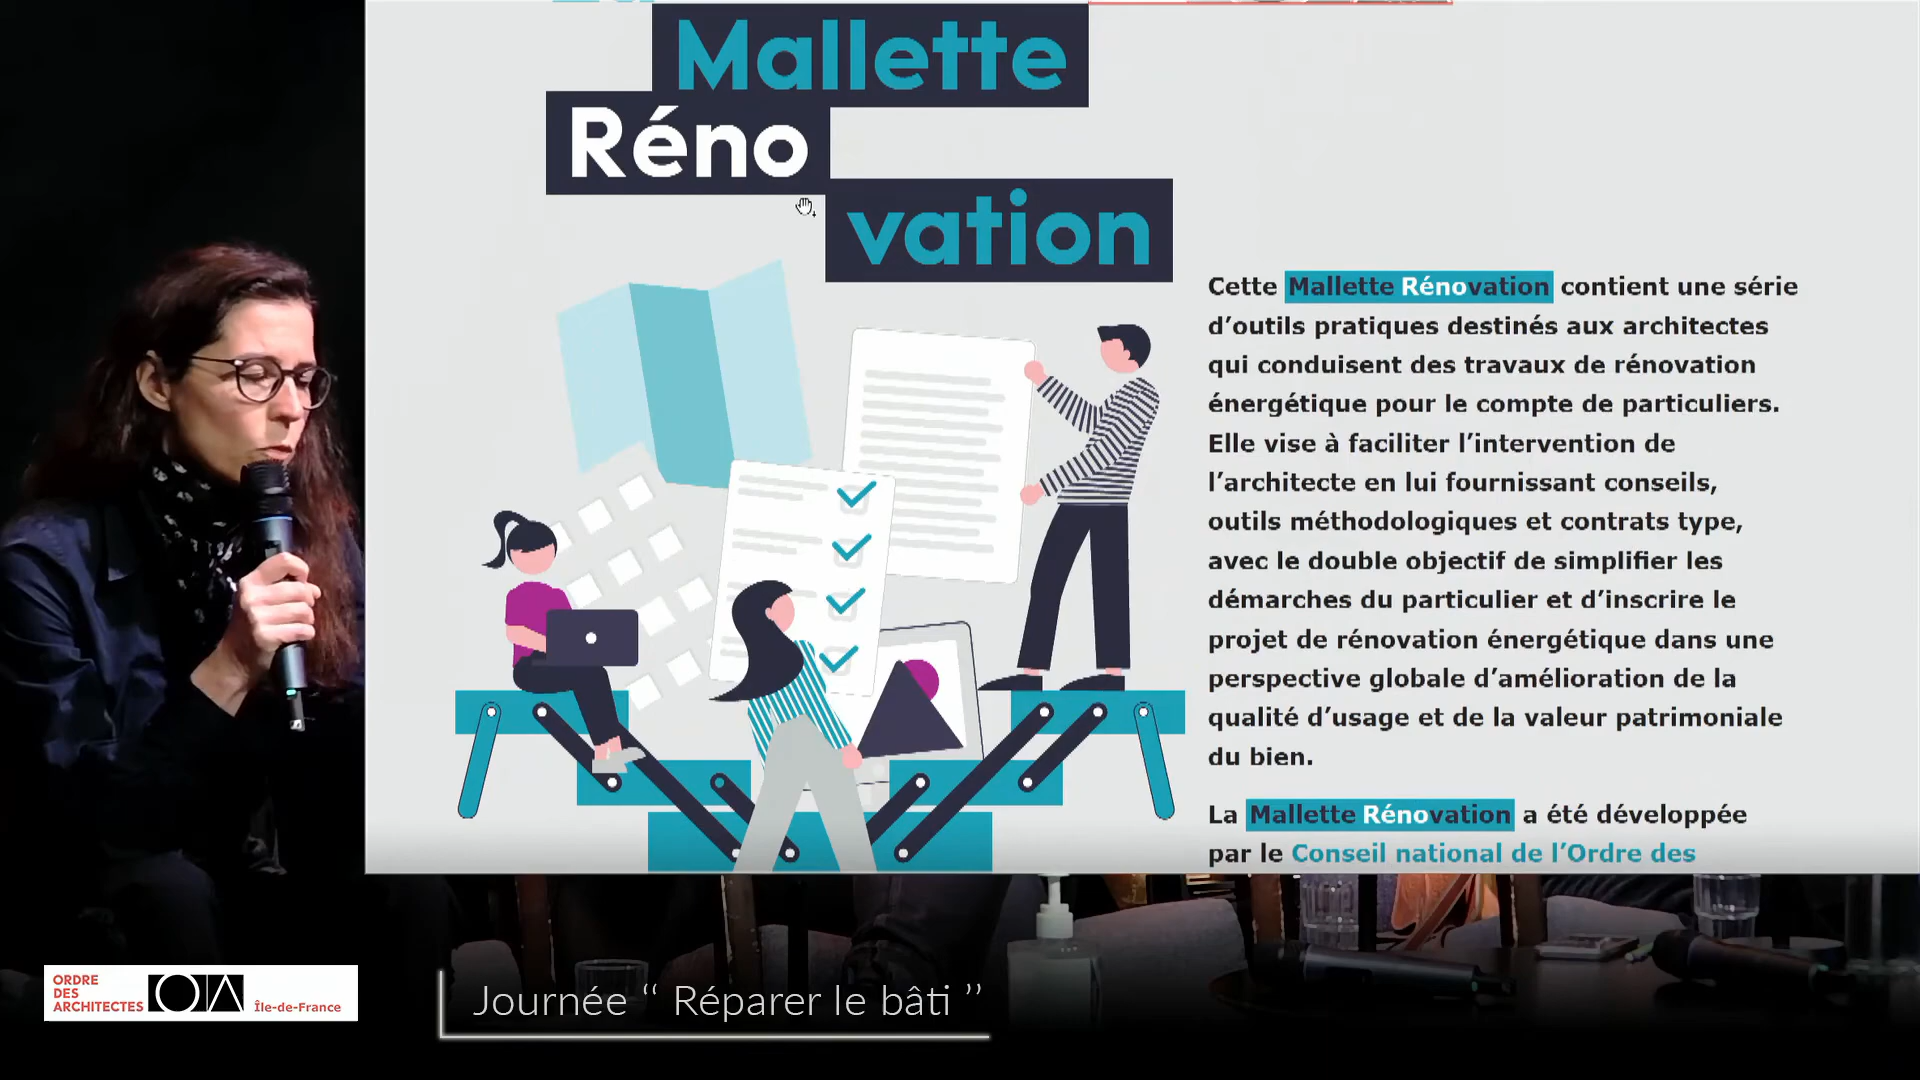 Mallette
Réno
vation
Cette Mallette Rénovation contient une série
d’outils pratiques destinés aux architectes
qui conduisent des travaux de rénovation
énergétique pour le compte de particuliers.
Elle vise à faciliter l’intervention de
l’architecte en lui fournissant conseils,
outils méthodologiques et contrats type,
avec le double objectif de simplifier les
démarches du particulier et d’inscrire le
projet de rénovation énergétique dans une
perspective globale d’amélioration de la
qualité d’usage et de la valeur patrimoniale
du bien.
La Mallette Rénovation a été développée
par le Conseil national de l’Ordre des
ORDRE
DES
ARCHITECTES
Île-de-France
Journée “ Réparer le bâti ”